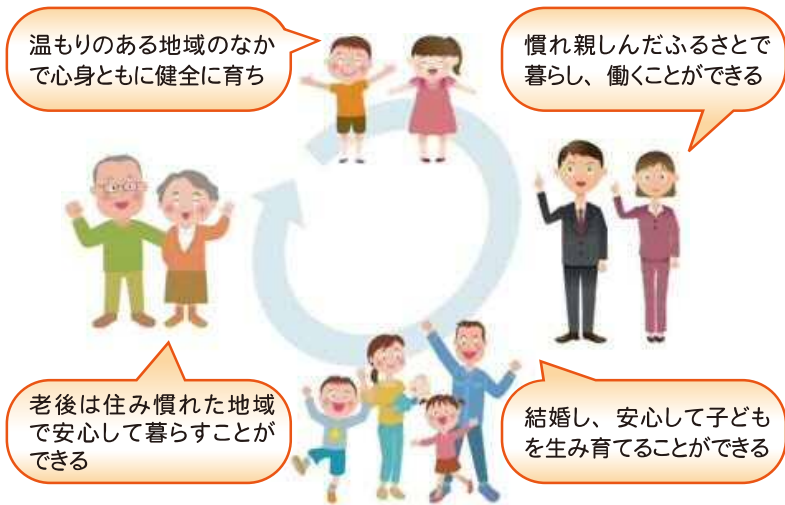 温もりのある地域のなか
で心身ともに健全に育ち
慣れ親しんだふるさとで
暮らし、働くことができる
結婚し、安心して子ども
を生み育てることができる
老後は住み慣れた地域
で安心して暮らすことが
できる